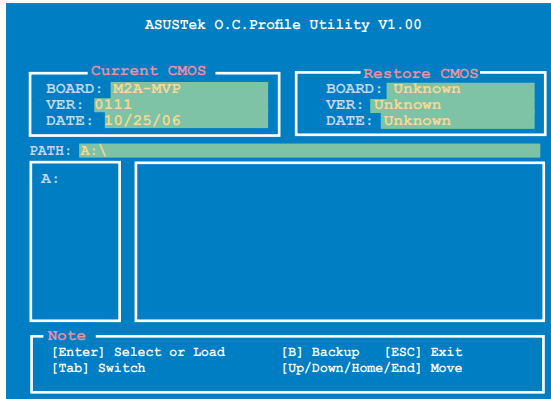 ASUSTek O.C.Profile Utility V1.00
Current CMOS
BOARD: M2A-MVP
VER: 0111
DATE: 10/25/06
Restore CMOS
BOARD: Unknown
VER: Unknown
DATE: Unknown
PATH: A:\
A:
Note
[Enter] Select or Load [B] Backup [ESC] Exit
[Tab] Switch [Up/Down/Home/End] Move